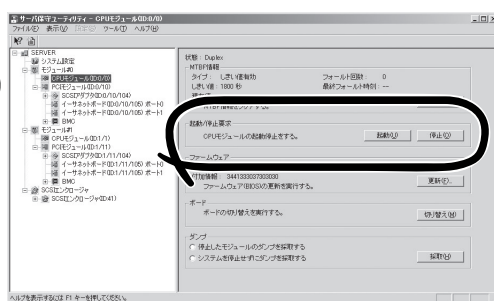 サーバ保守ユーティリティ - CPUモジュール(ID:0/0)
ファイル(F) 表示(V) ツール(T) ヘルプ(H)
SERVER
システム設定
モジュール#0
CPUモジュール(ID:0/0)
PCIモジュール(ID:0/10)
SCSIアダプタ(ID:0/10/104)
イーサネットボード(ID:0/10/105) ポート(
イーサネットボード(ID:0/10/105) ポート1
BMC
モジュール#1
CPUモジュール(ID:1/1)
PCIモジュール(ID:1/11)
SCSIアダプタ(ID:1/11/104)
イーサネットボード(ID:1/11/105) ポート(
イーサネットボード(ID:1/11/105) ポート1
BMC
SCSIエンクロージャ
SCSIエンクロージャ(ID:41)
状態: Duplex
MTBF情報
タイプ : しきい値有効 フォールト回数: 0
しきい値: 1800 秒 最終フォールト時刻: ---
MTBF情報をクリアする。
起動/停止要求
CPUモジュールの起動停止をする。 起動(U) 停止(O)
ファームウェア
付加情報: 3441333037303030
ファームウェア(BIOS)の更新を実行する。 更新(F)..
ボード
ボードの切り替えを実行する。 切り替え(W)
ダンプ
停止したモジュールのダンプを採取する
システムを停止せずにダンプを採取する 採取(H)
ヘルプを表示するには F1 キーを押してください。